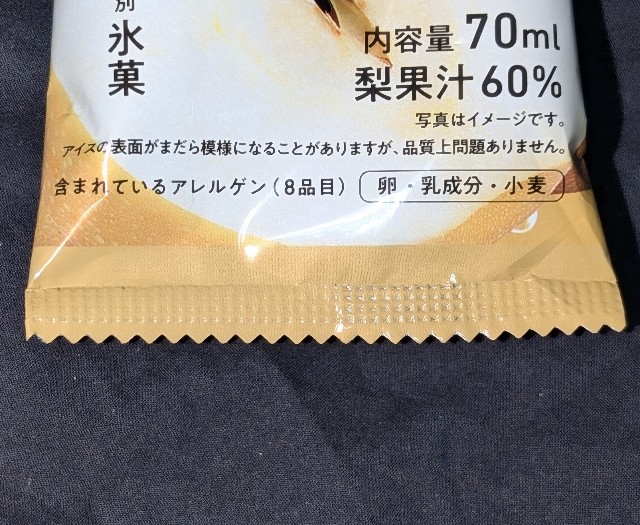 別
氷菓
内容量 70ml
梨果汁60%
写真はイメージです。
アイスの表面がまだら模様になることがありますが、品質上問題ありません。
含まれているアレルゲン(8品目) 卵・乳成分・小麦